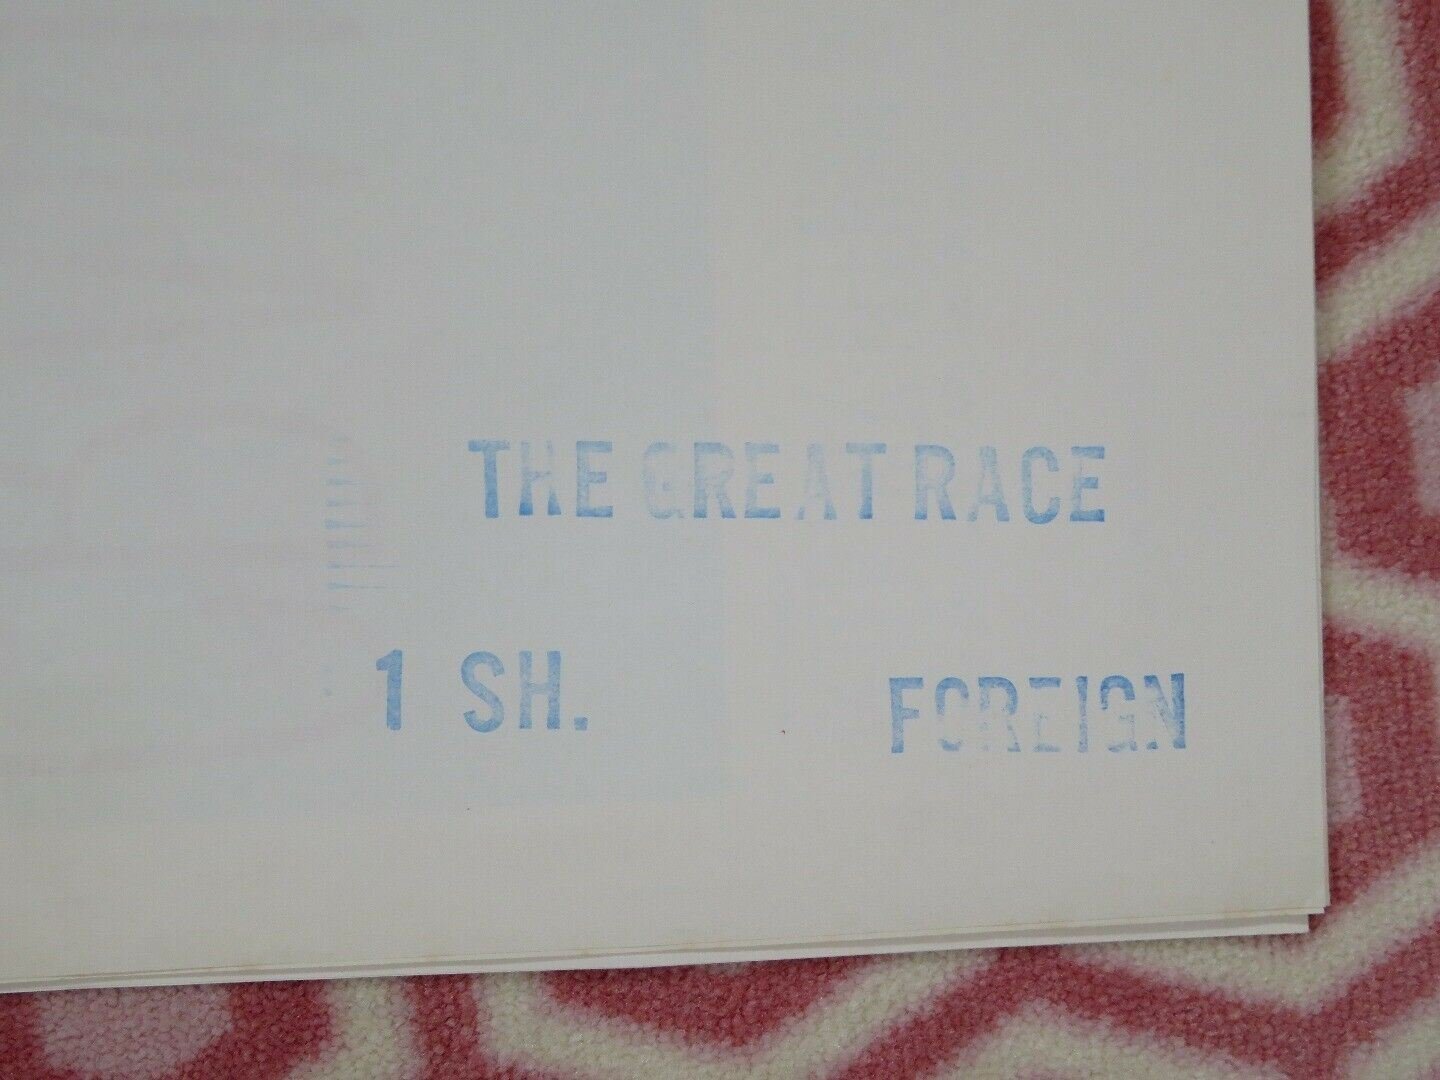 THE GREAT RACE
1 SH. FOREIGN